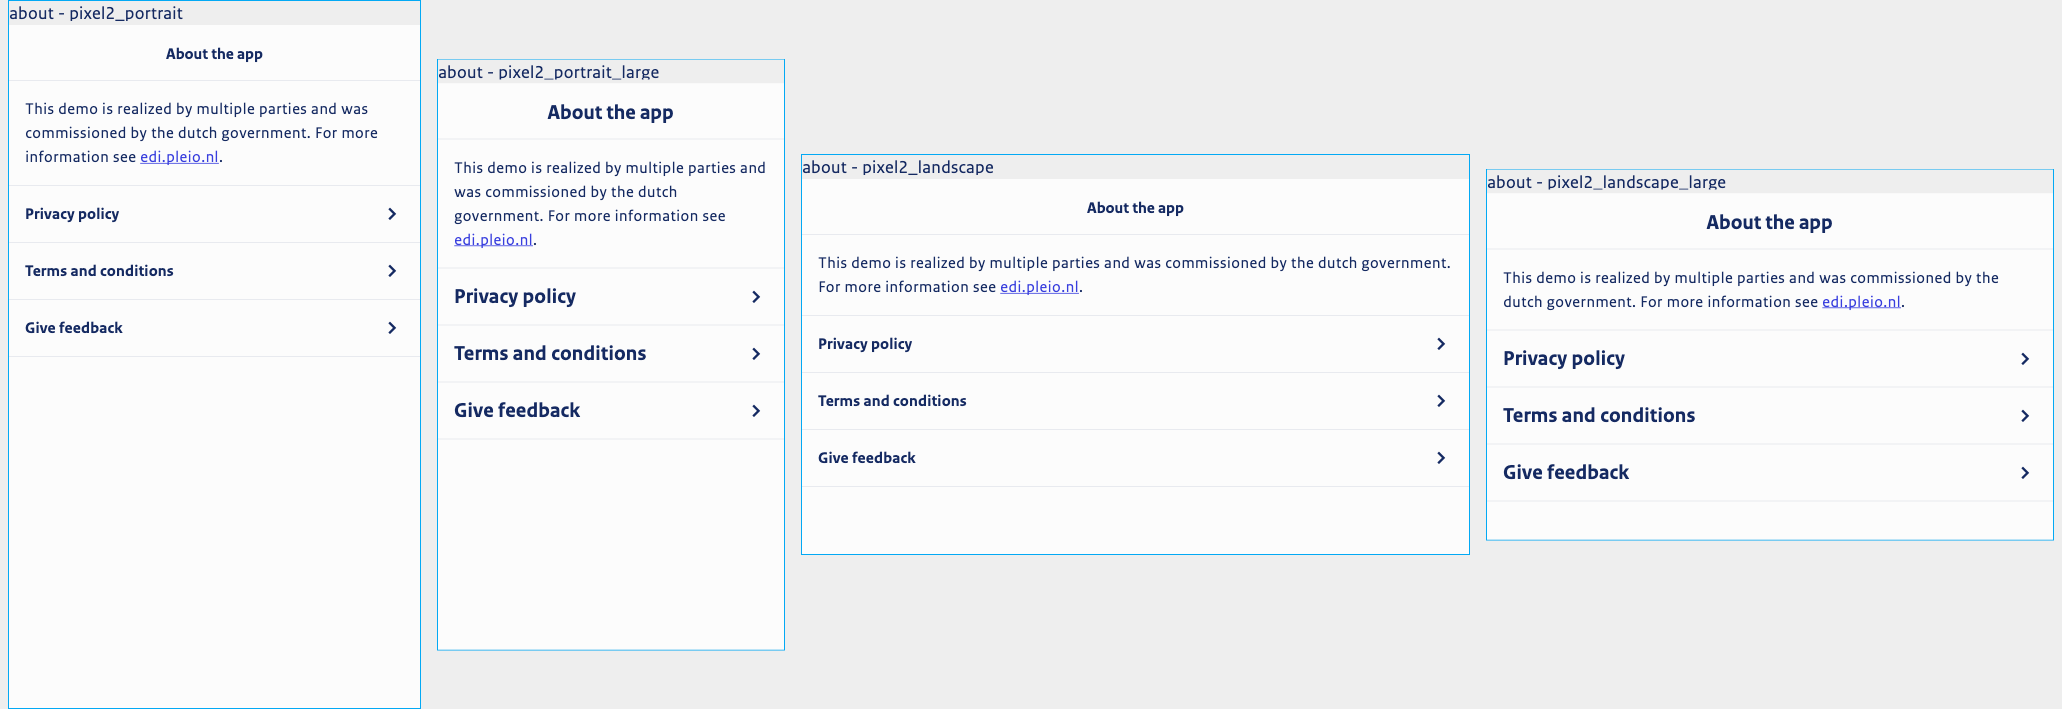 about - pixel2_portrait
About the app
This demo is realized by multiple parties and was
commissioned by the dutch government. For more
information see edi.pleio.nl.
Privacy policy
Terms and conditions
Give feedback
about - pixel2_portrait_large
About the app
This demo is realized by multiple parties and
was commissioned by the dutch
government. For more information see
edi.pleio.nl.
Privacy policy
Terms and conditions
Give feedback
about - pixel2_landscape
About the app
This demo is realized by multiple parties and was commissioned by the dutch government.
For more information see edi.pleio.nl.
Privacy policy
Terms and conditions
Give feedback
about - pixel2_landscape_large
About the app
This demo is realized by multiple parties and was commissioned by the
dutch government. For more information see edi.pleio.nl.
Privacy policy
Terms and conditions
Give feedback